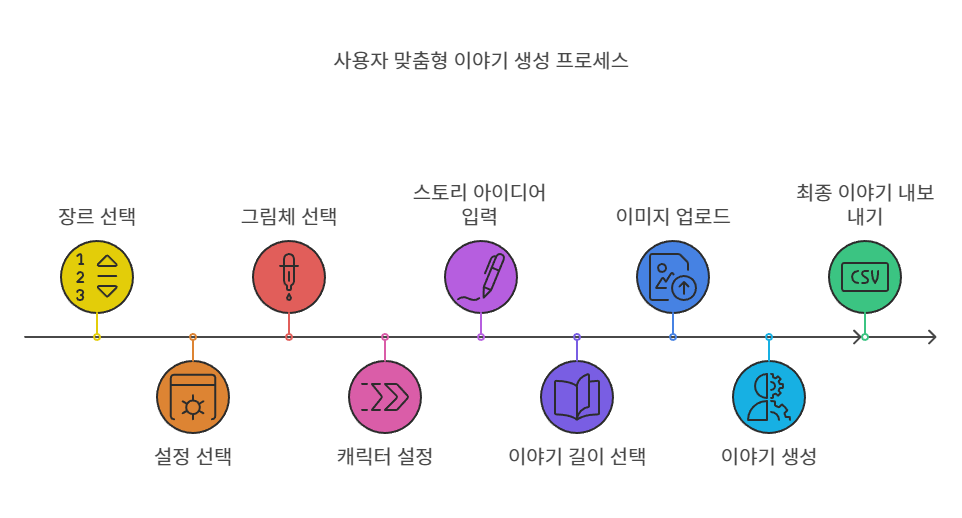 사용자 맞춤형 이야기 생성 프로세스
장르 선택
1
2
3
설정 선택
그림체 선택
캐릭터 설정
스토리 아이디어
입력
이야기 길이 선택
이미지 업로드
이야기 생성
최종 이야기 내보
내기
CSV